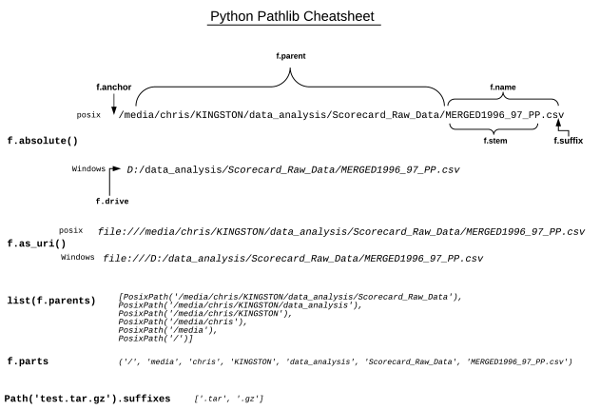 Python Pathlib Cheatsheet
f.parent
f.anchor
f.name
posix
/media/chris/KINGSTON/data_analysis/Scorecard_Raw_Data/MERGED1996_97_PP.csv
f.absolute()
f.stem
f.suffix
Windows
D:/data_analysis/Scorecard_Raw_Data/MERGED1996_97_PP.csv
f.drive
posix
file:///media/chris/KINGSTON/data_analysis/Scorecard_Raw_Data/MERGED1996_97_PP.csv
f.as_uri()
Windows
file:///D:/data_analysis/Scorecard_Raw_Data/MERGED1996_97_PP.csv
list(f.parents)
[PosixPath('/media/chris/KINGSTON/data_analysis/Scorecard_Raw_Data'),
PosixPath('/media/chris/KINGSTON/data_analysis'),
PosixPath('/media/chris/KINGSTON'),
PosixPath('/media/chris'),
PosixPath('/media'),
PosixPath('/')]
f.parts
('/', 'media', 'chris', 'KINGSTON', 'data_analysis', 'Scorecard_Raw_Data', 'MERGED1996_97_PP.csv')
Path('test.tar.gz').suffixes
['.tar', '.gz']